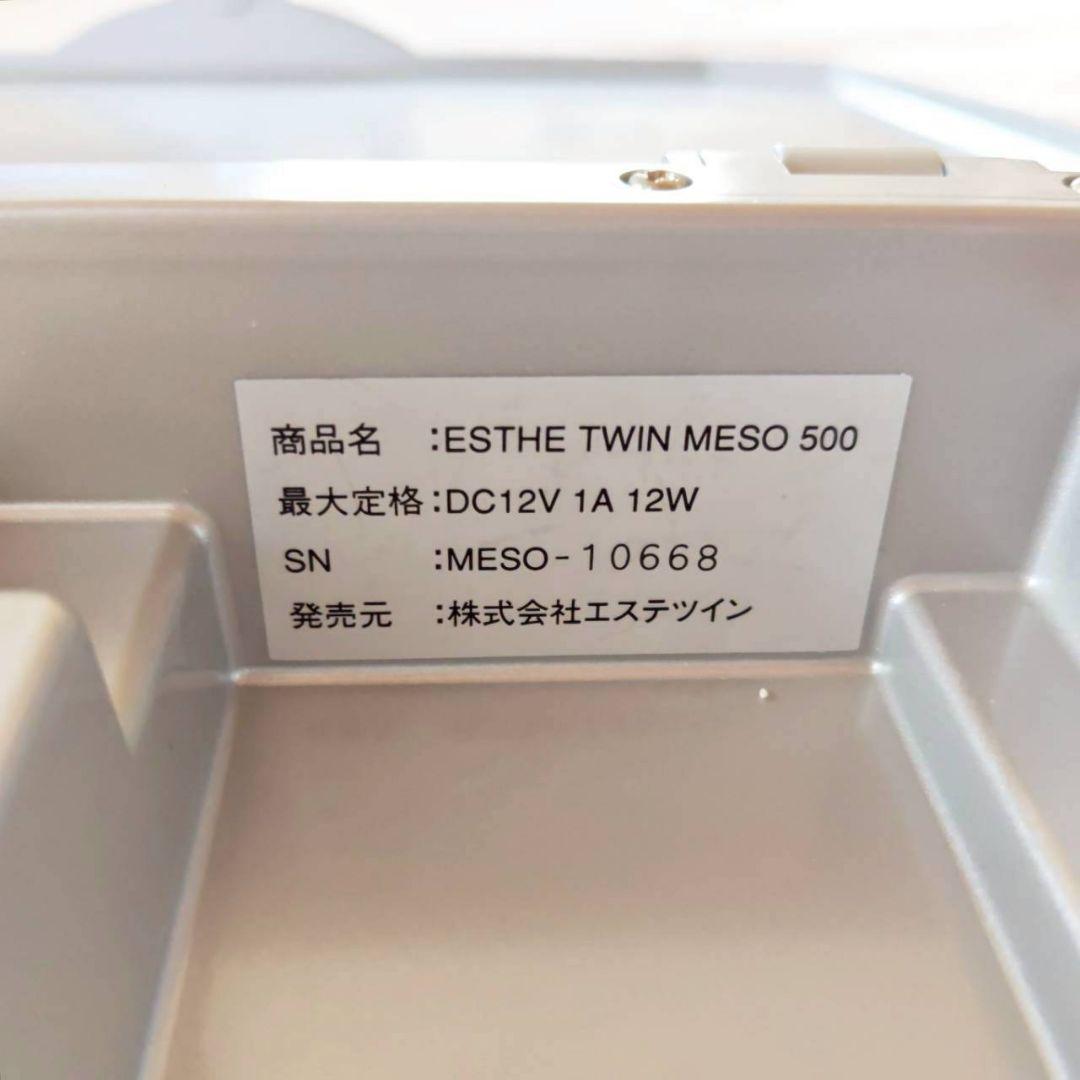 商品名　:ESTHE TWIN MESO 500
最大定格:DC12V 1A 12W
SN　:MESO-10668
発売元　:株式会社エステツイン